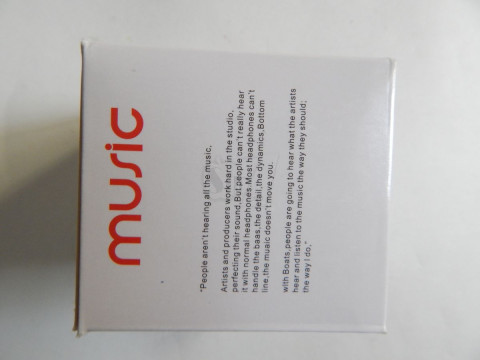 music
"People aren't hearing all the music,
Artists and producers work hard in the studio,
perfecting their sound.But people can't really hear
it with normal headphones.Most headphones can't
handle the baas,the detail,the dynamics.Bottom
line,the muaic doesn't move you.
with Boats,people are going to hear what the artists
hear and listen to the music the way they should;
the way I do."